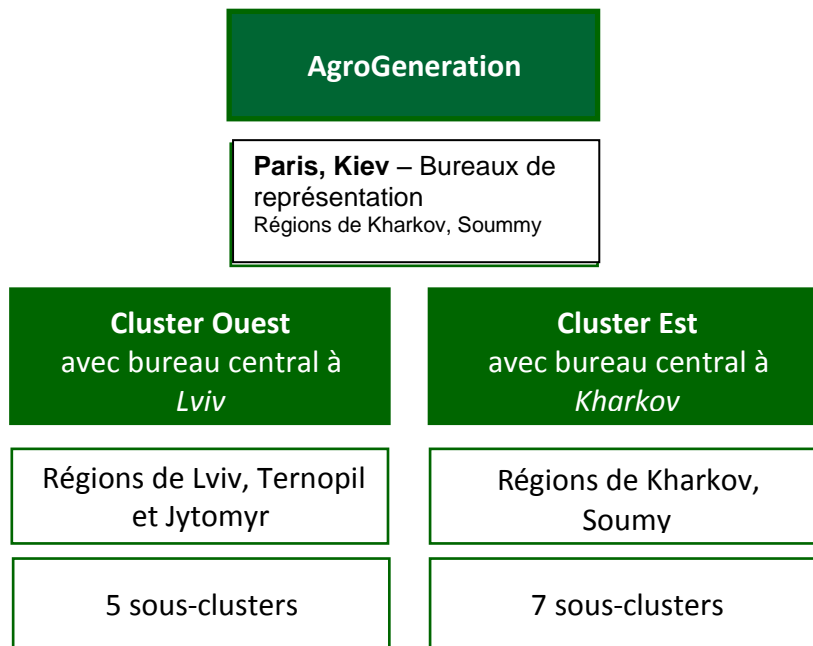 AgroGeneration
Paris, Kiev – Bureaux de
représentation
Régions de Kharkov, Soummy
Cluster Ouest
avec bureau central à
Lviv
Cluster Est
avec bureau central à
Kharkov
Régions de Lviv, Ternopil
et Jytomyr
Régions de Kharkov,
Soumy
5 sous-clusters
7 sous-clusters